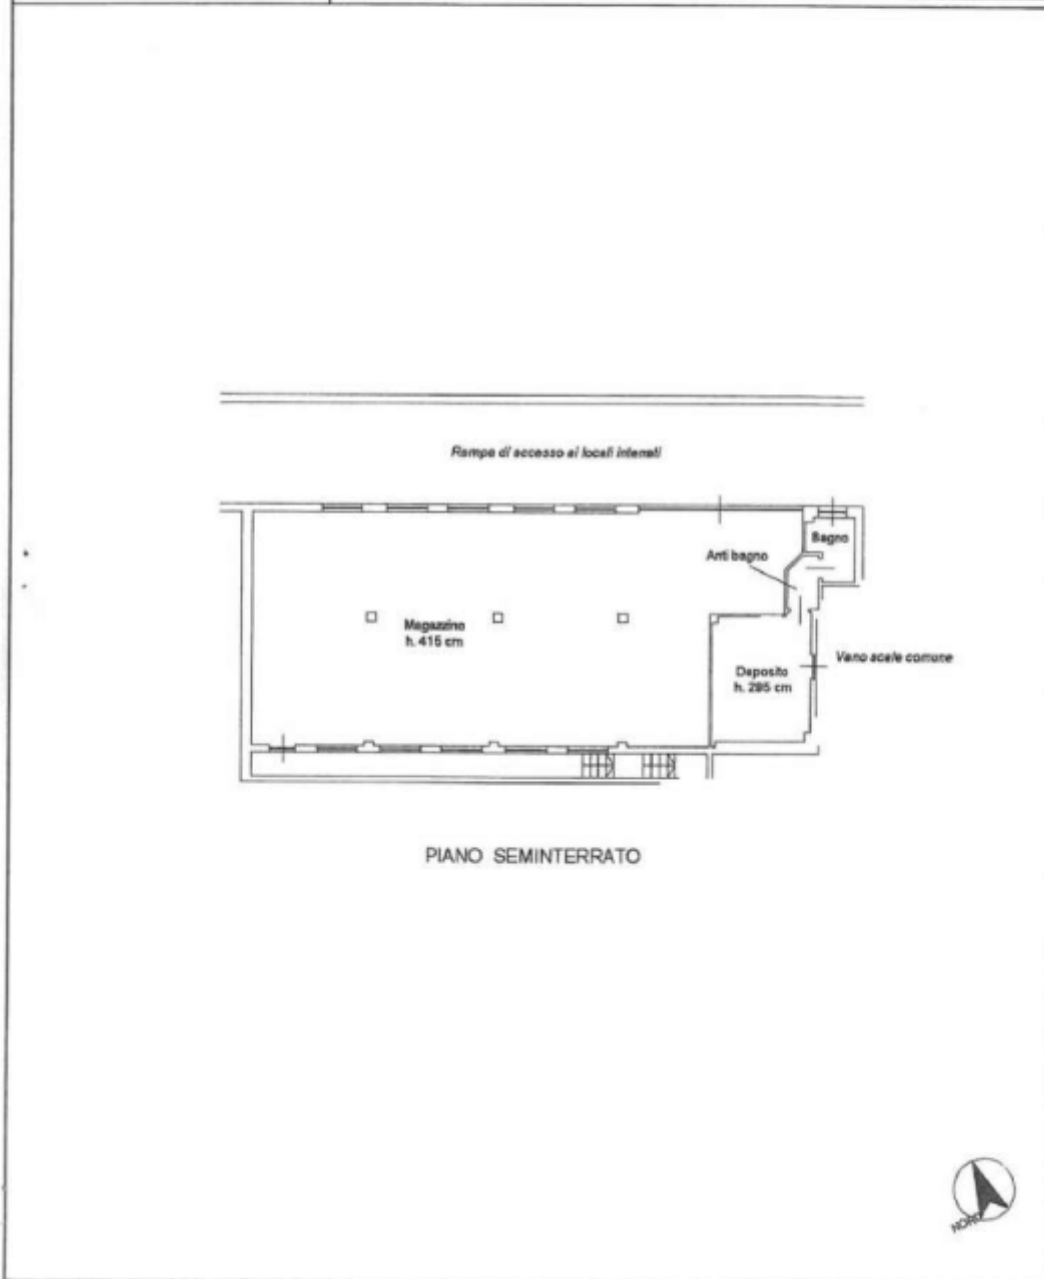 Rampa di accesso ai locali interrati
Bagno
Anti bagno
Magazzino
h. 415 cm
Deposito
h. 285 cm
Vano scale comune
PIANO SEMINTERRATO
NORD